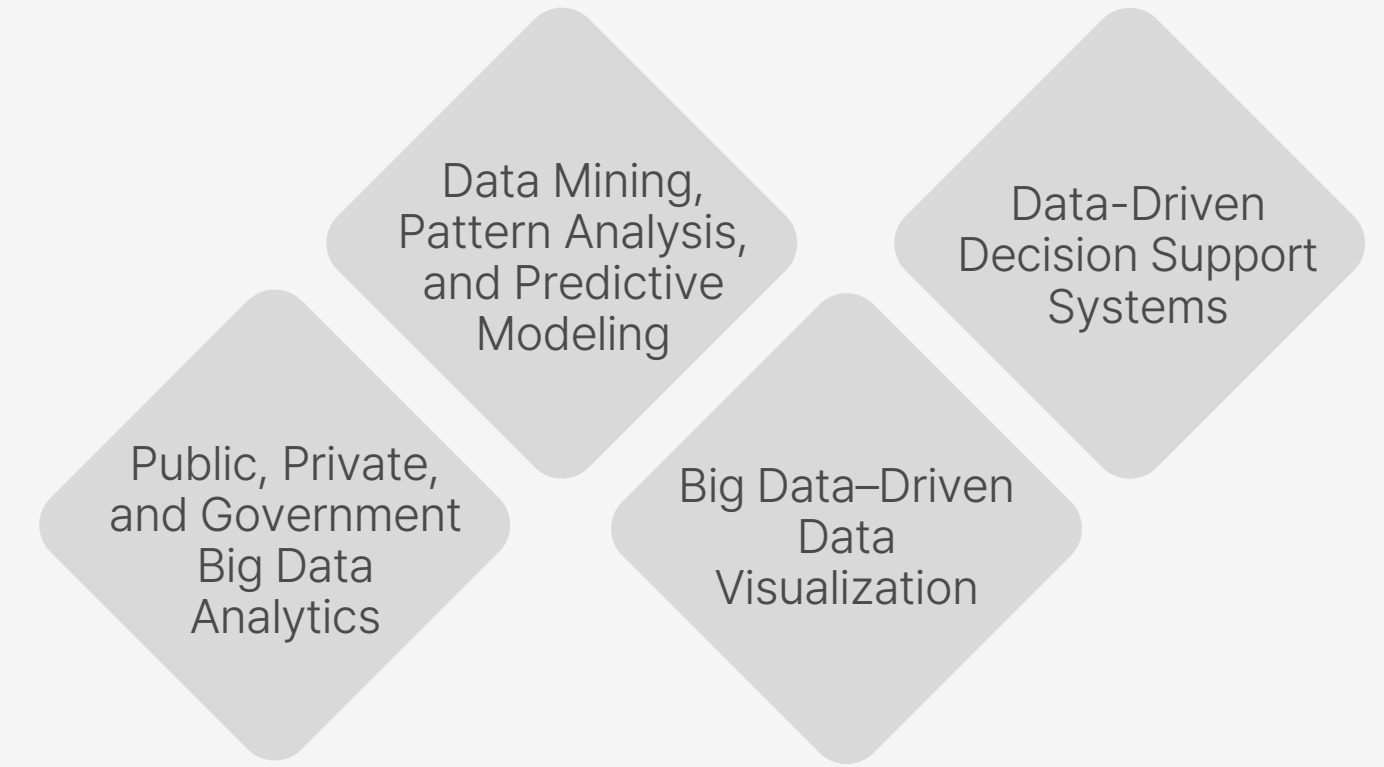 Data Mining,
Pattern Analysis,
and Predictive
Modeling
Data-Driven
Decision Support
Systems
Public, Private,
and Government
Big Data
Analytics
Big Data–Driven
Data
Visualization